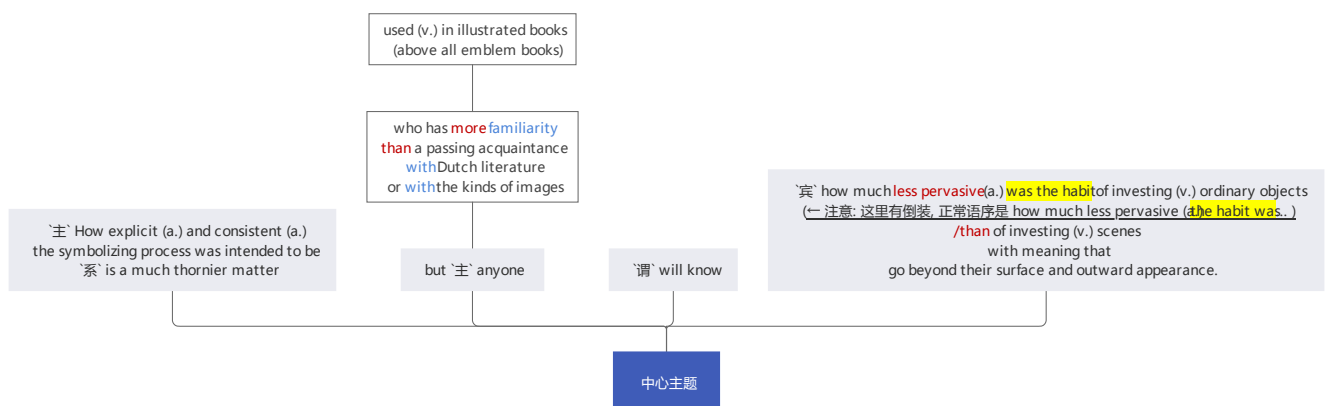 used (v.) in illustrated books
(above all emblem books)
who has more familiarity
than a passing acquaintance
with Dutch literature
or with the kinds of images
`主` How explicit (a.) and consistent (a.)
the symbolizing process was intended to be
`系` is a much thornier matter
but `主` anyone
`谓` will know
`宾` how much less pervasive(a.) was the habit of investing (v.) ordinary objects
(← 注意: 这里有倒装, 正常语序是 how much less pervasive (a.) the habit was.. )
/than of investing (v.) scenes
with meaning that
go beyond their surface and outward appearance.
中心主题